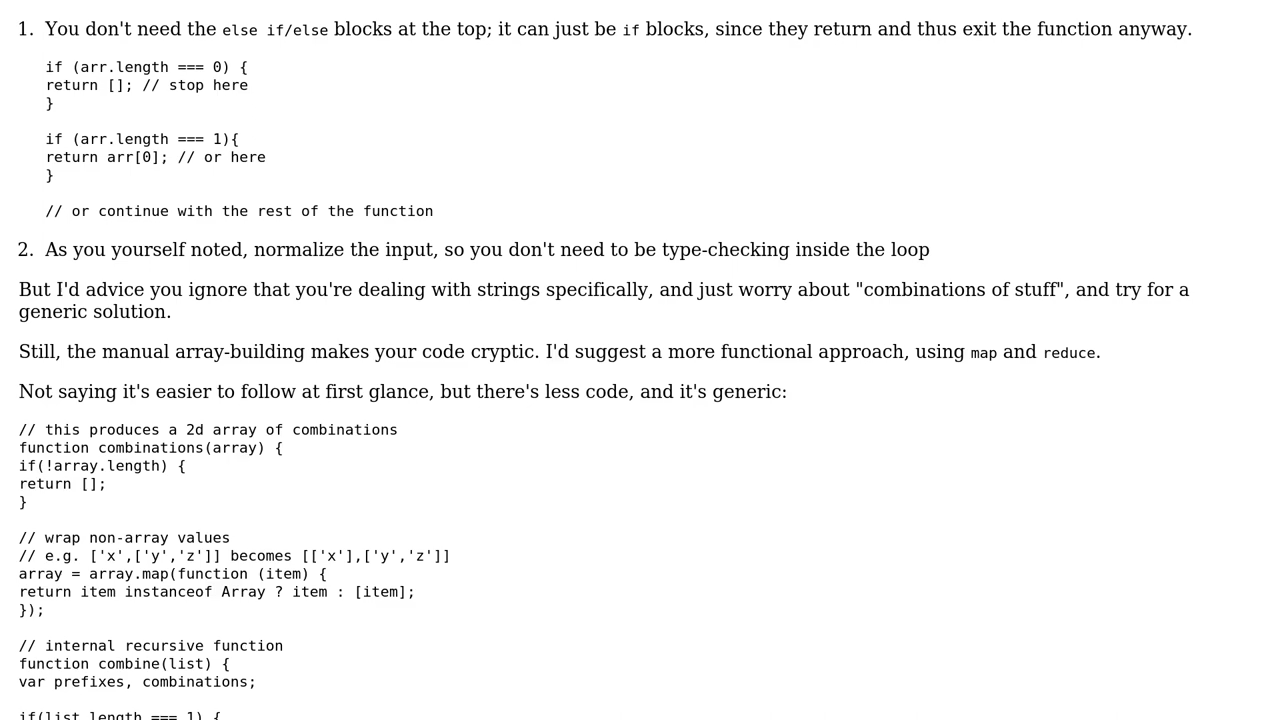 1. You don't need the else if/else blocks at the top; it can just be if blocks, since they return and thus exit the function anyway.
if (arr.length === 0) {
return []; // stop here
}
if (arr.length === 1){
return arr[0]; // or here
}
// or continue with the rest of the function
2. As you yourself noted, normalize the input, so you don't need to be type-checking inside the loop
But I'd advice you ignore that you're dealing with strings specifically, and just worry about "combinations of stuff", and try for a
generic solution.
Still, the manual array-building makes your code cryptic. I'd suggest a more functional approach, using map and reduce.
Not saying it's easier to follow at first glance, but there's less code, and it's generic:
// this produces a 2d array of combinations
function combinations(array) {
if(!array.length) {
return [];
}
// wrap non-array values
// e.g. ['x',['y','z']] becomes [['x'],['y','z']]
array = array.map(function (item) {
return item instanceof Array ? item : [item];
});
// internal recursive function
function combine(list) {
var prefixes, combinations;
if(list.length === 1) {